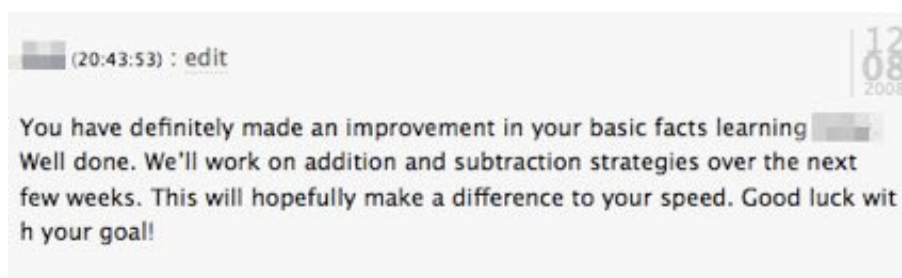 (20:43:53) : edit
12
08
2008
You have definitely made an improvement in your basic facts learning
Well done. We'll work on addition and subtraction strategies over the next
few weeks. This will hopefully make a difference to your speed. Good luck wit
h your goal!